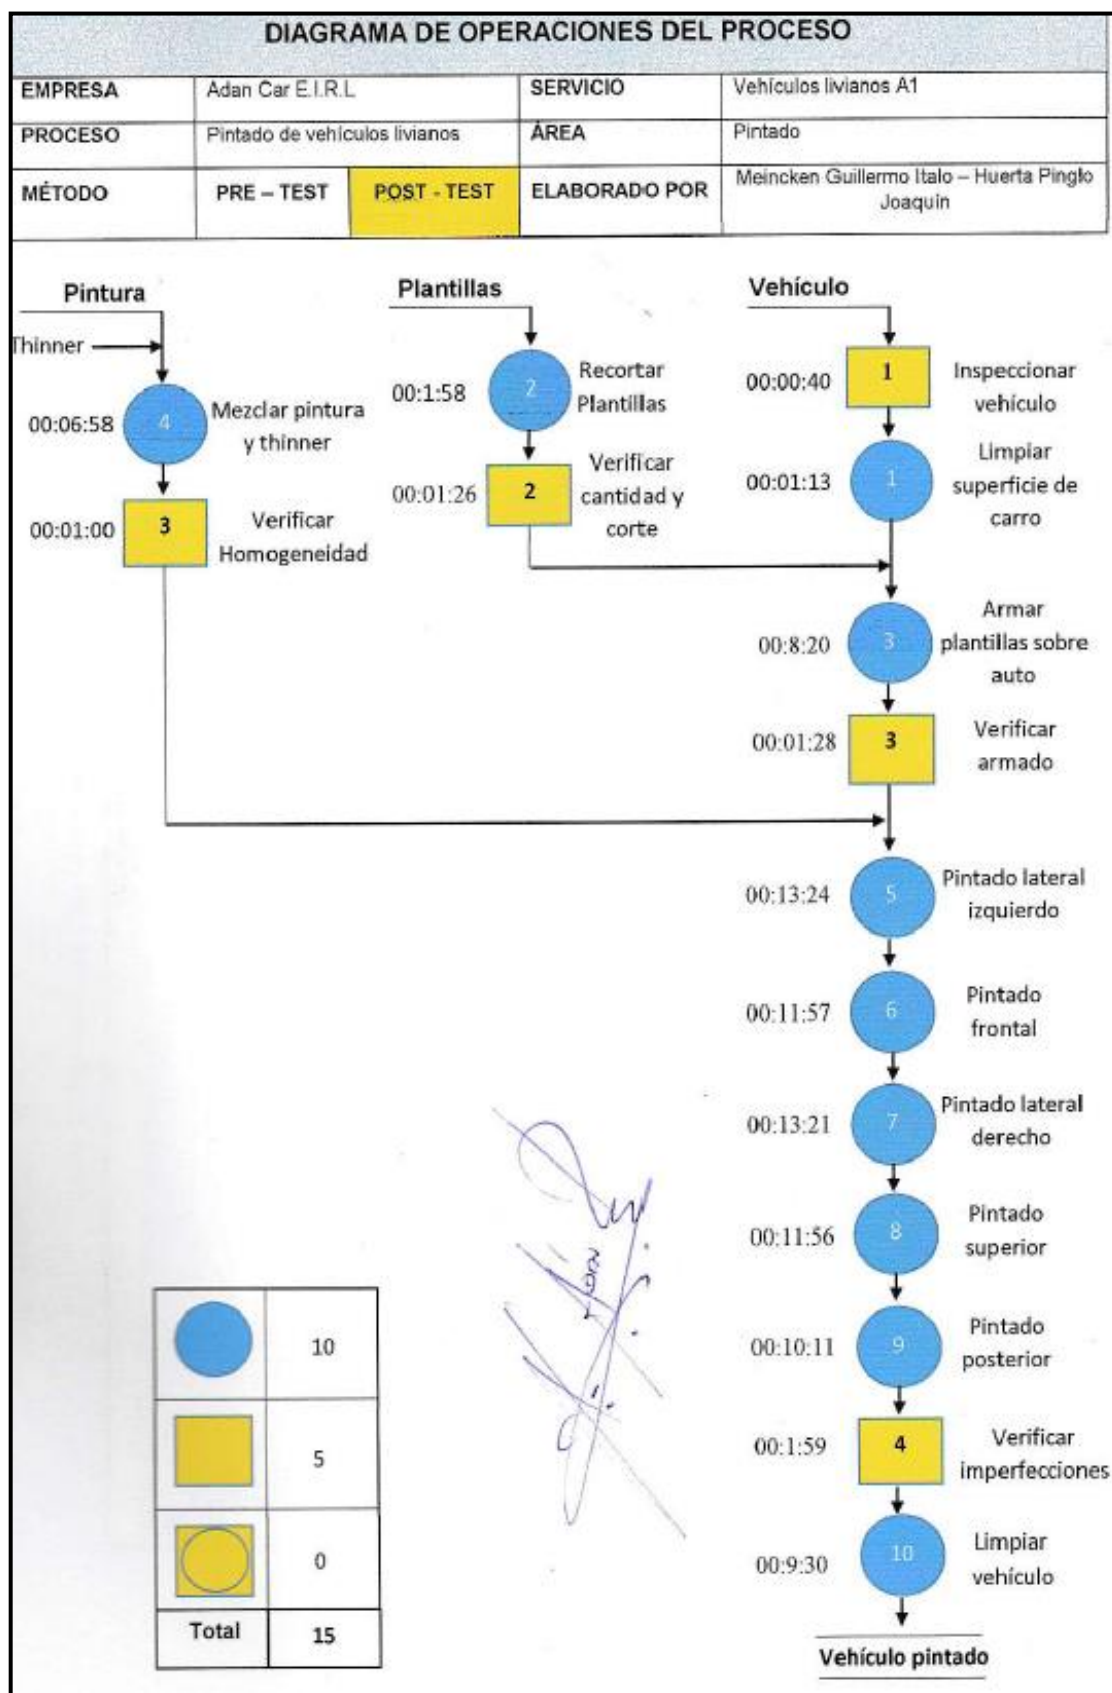 DIAGRAMA DE OPERACIONES DEL PROCESO
EMPRESA Adan Car E.I.R.L SERVICIO Vehículos livianos A1
PROCESO Pintado de vehículos livianos ÁREA Pintado
MÉTODO PRE – TEST POST - TEST ELABORADO POR Meincken Guillermo Italo – Huerta Pinglo
Joaquin
Pintura
Thinner
00:06:58
4
Mezclar pintura
y thinner
00:01:00
3
Verificar
Homogeneidad
Plantillas
00:1:58
2
Recortar
Plantillas
00:01:26
2
Verificar
cantidad y
corte
Vehículo
00:00:40
1
Inspeccionar
vehículo
00:01:13
1
Limpiar
superficie de
carro
00:8:20
3
Armar
plantillas sobre
auto
00:01:28
3
Verificar
armado
00:13:24
5
Pintado lateral
izquierdo
00:11:57
6
Pintado
frontal
00:13:21
7
Pintado lateral
derecho
00:11:56
8
Pintado
superior
00:10:11
9
Pintado
posterior
00:1:59
4
Verificar
imperfecciones
00:9:30
10
Limpiar
vehículo
Vehículo pintado
10
5
0
Total 15